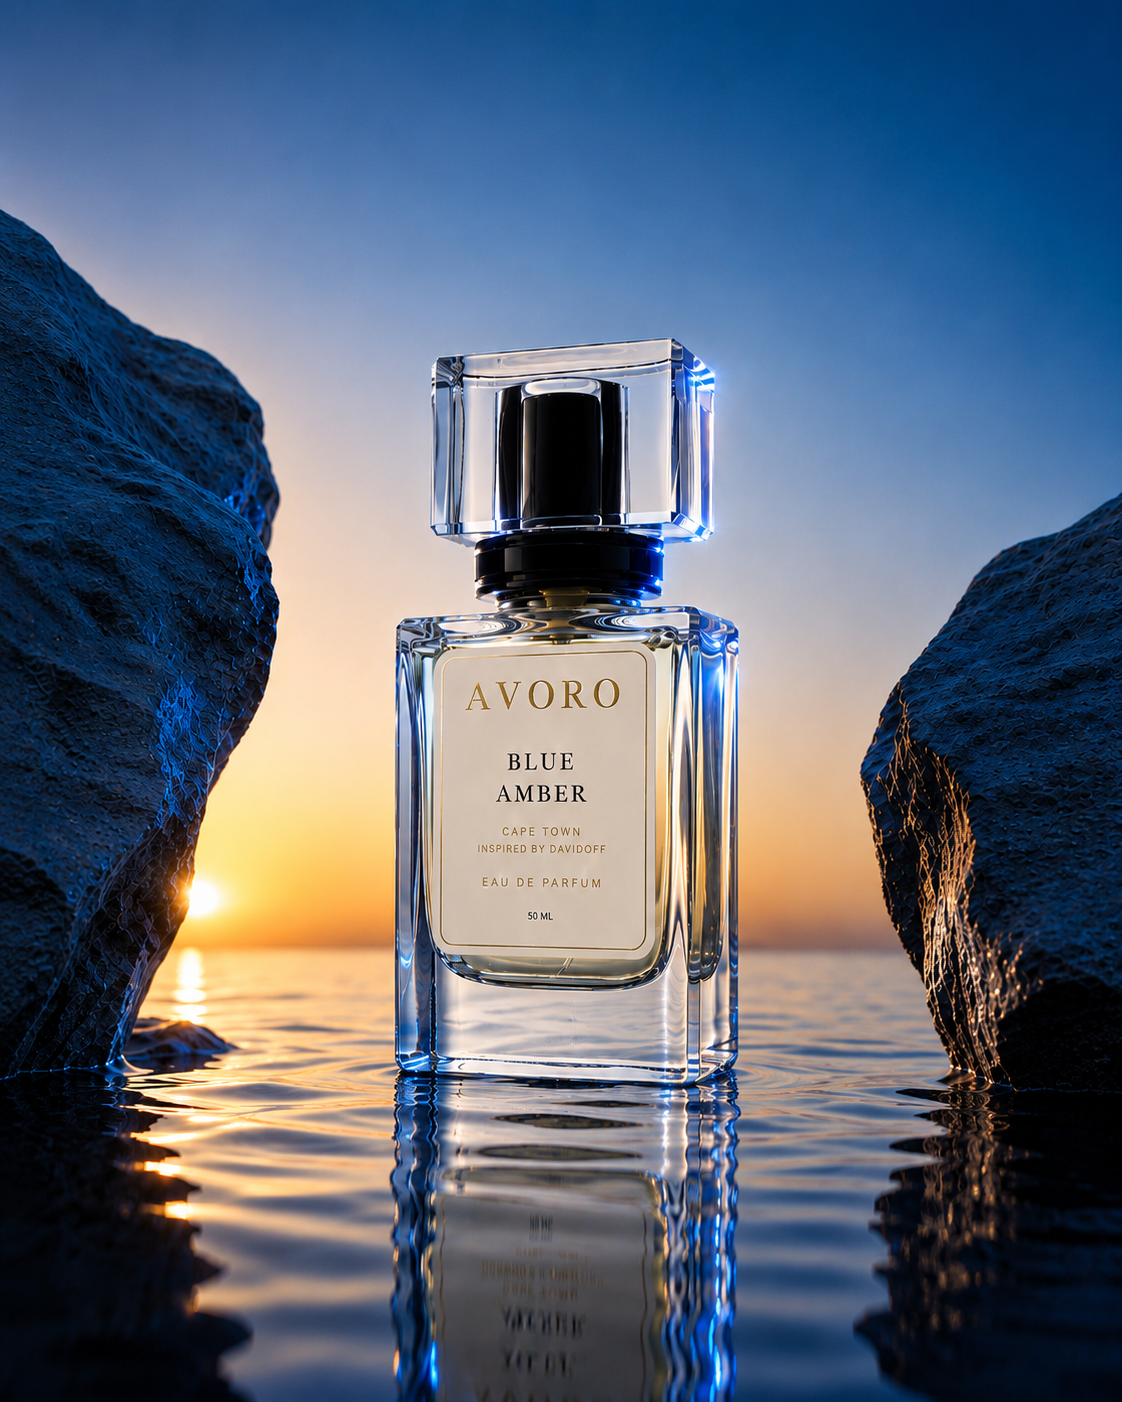 AVORO
BLUE
AMBER
CAPE TOWN
INSPIRED BY DAVIDOFF
EAU DE PARFUM
50 ML